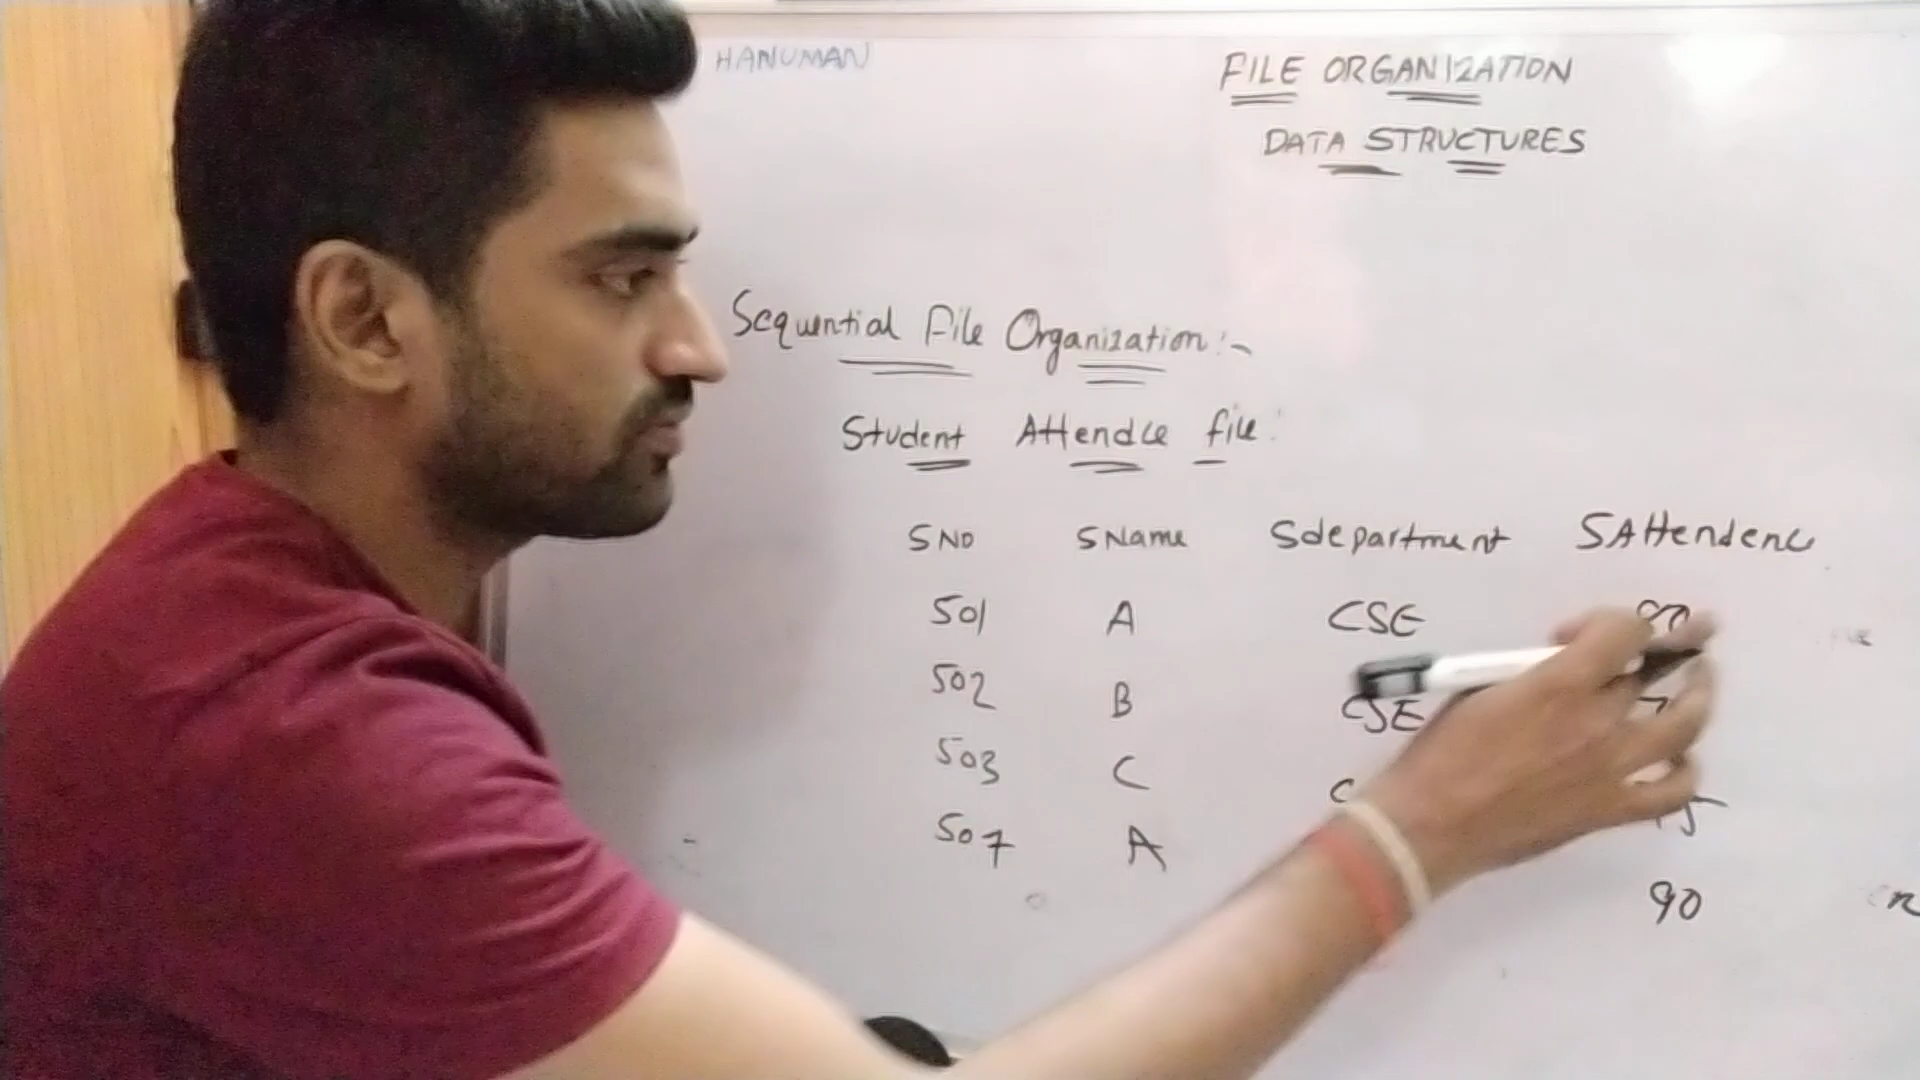 HANUMAN
FILE ORGANIZATION
DATA STRUCTURES
Sequential File Organization:-
Student Attendce file:
SNO SName Sdepartment SAttendenc
501 A CSE
502 B CSE
503 C
507 A
90